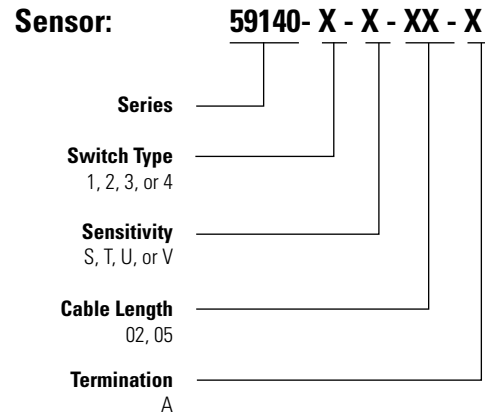 Sensor: 59140- X - X - XX - X
Series
Switch Type
1, 2, 3, or 4
Sensitivity
S, T, U, or V
Cable Length
02, 05
Termination
A